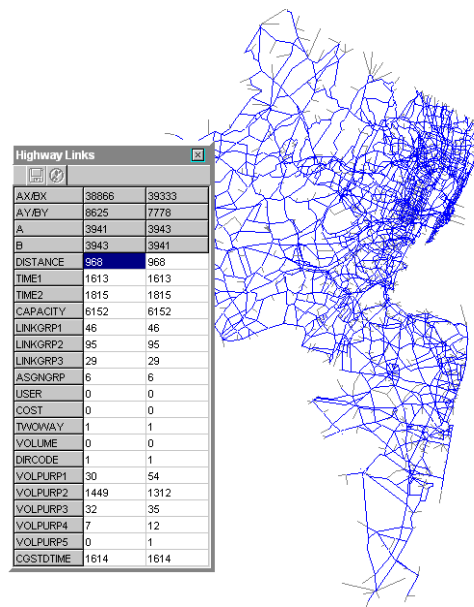 Highway Links
AX/BX 38866 39333
AY/BY 8625 7778
A 3941 3943
B 3943 3941
DISTANCE 968 968
TIME1 1613 1613
TIME2 1815 1815
CAPACITY 6152 6152
LINKGRP1 46 46
LINKGRP2 95 95
LINKGRP3 29 29
ASGNGRP 6 6
USER 0 0
COST 0 0
TWOWAY 1 1
VOLUME 0 0
DIRCODE 1 1
VOLPURP1 30 54
VOLPURP2 1449 1312
VOLPURP3 32 35
VOLPURP4 7 12
VOLPURP5 0 1
CGSTDTIME 1614 1614